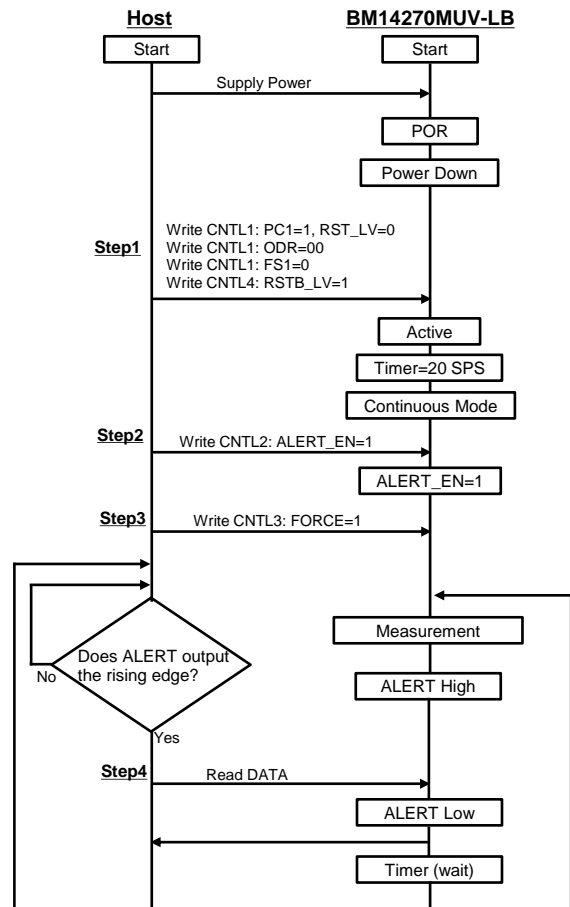 Host
BM14270MUV-LB
Start
Start
Supply Power
POR
Power Down
Step1
Write CNTL1: PC1=1, RST_LV=0
Write CNTL1: ODR=00
Write CNTL1: FS1=0
Write CNTL4: RSTB_LV=1
Active
Timer=20 SPS
Continuous Mode
Step2
Write CNTL2: ALERT_EN=1
ALERT_EN=1
Step3
Write CNTL3: FORCE=1
Measurement
Does ALERT output
the rising edge?
No
ALERT High
Yes
Step4
Read DATA
ALERT Low
Timer (wait)